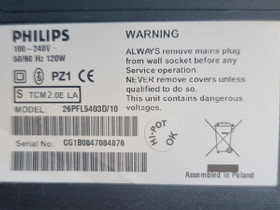 PHILIPS
100-240V~
50/60 Hz 120W
PZ1
S TCM2.0E LA
MODEL: 26PFL5403D/10
Serial No: CG1B0847004876
WARNING
ALWAYS remove mains plug
from wall socket before any
Service operation.
NEVER remove covers unless
qualified to do so.
This unit contains dangerous
voltages.
HI-POT
OK
Assembled in Poland